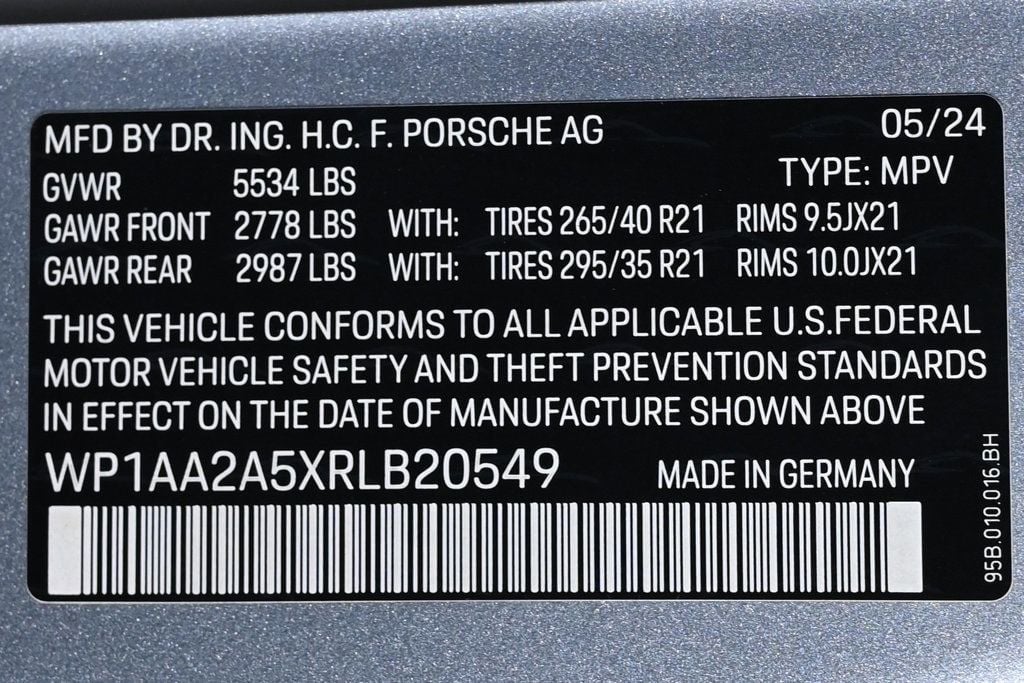 MFD BY DR. ING. H.C. F. PORSCHE AG 05/24
TYPE: MPV
GVWR 5534 LBS
GAWR FRONT 2778 LBS WITH: TIRES 265/40 R21 RIMS 9.5JX21
GAWR REAR 2987 LBS WITH: TIRES 295/35 R21 RIMS 10.0JX21
THIS VEHICLE CONFORMS TO ALL APPLICABLE U.S.FEDERAL
MOTOR VEHICLE SAFETY AND THEFT PREVENTION STANDARDS
IN EFFECT ON THE DATE OF MANUFACTURE SHOWN ABOVE
WP1AA2A5XRLB20549 MADE IN GERMANY
95B.010.016.BH